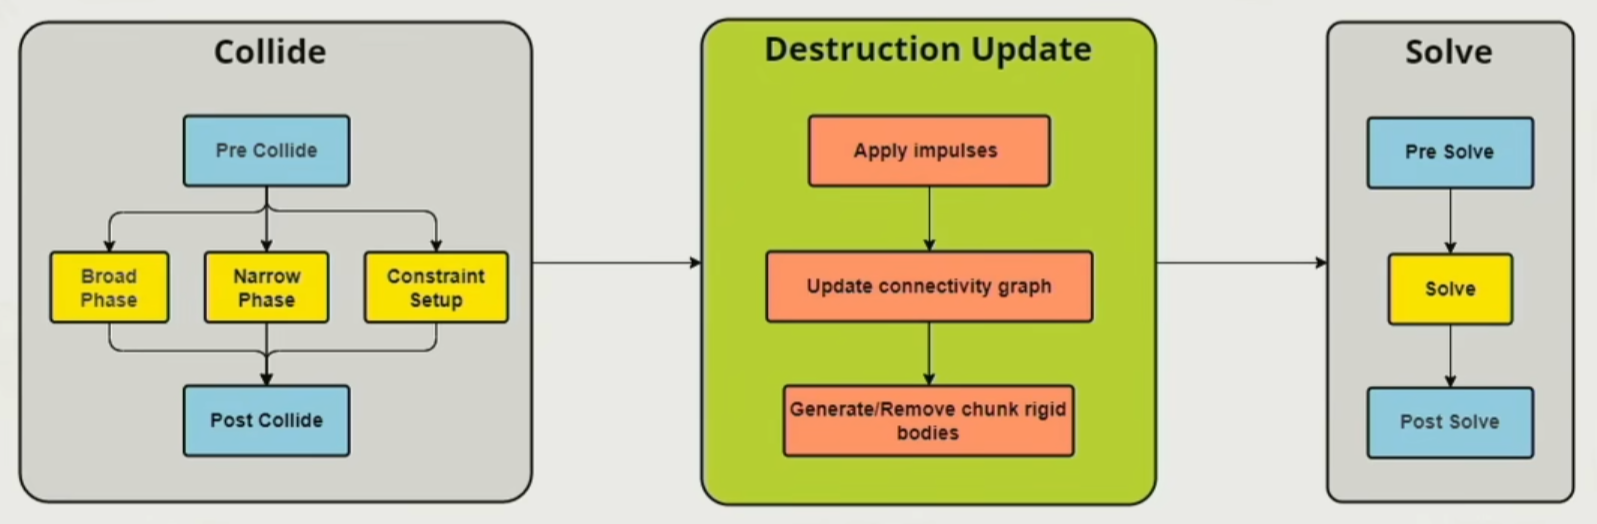 Collide
Pre Collide
Broad
Phase
Narrow
Phase
Constraint
Setup
Post Collide
Destruction Update
Apply impulses
Update connectivity graph
Generate/Remove chunk rigid
bodies
Solve
Pre Solve
Solve
Post Solve